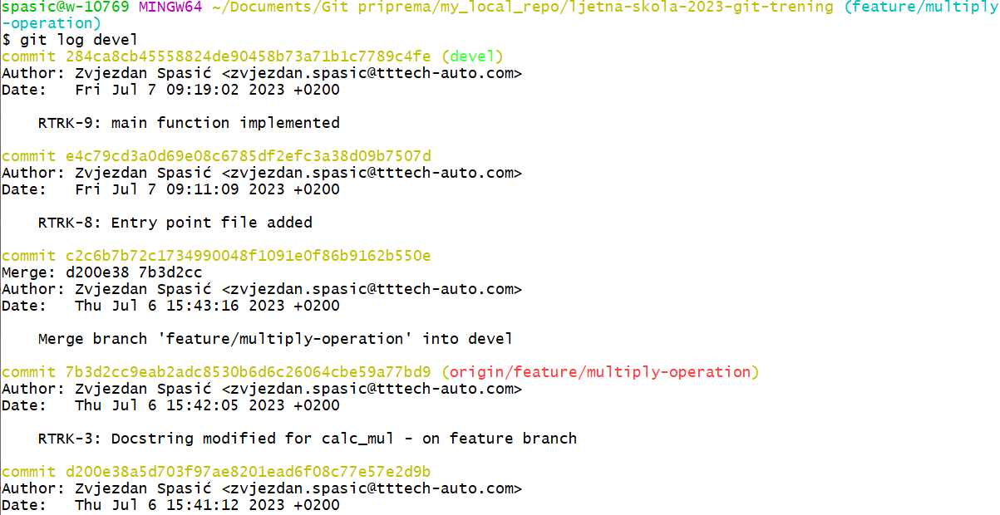 spasic@w-10769 MINGW64 ~/Documents/Git priprema/my_local_repo/ljetna-skola-2023-git-trening (feature/multiply
-operation)
$ git log devel
commit 284ca8cb45558824de90458b73a71b1c7789c4fe (devel)
Author: Zvjezdan Spasić <zvjezdan.spasic@tttech-auto.com>
Date:   Fri Jul 7 09:19:02 2023 +0200
    RTRK-9: main function implemented
commit e4c79cd3a0d69e08c6785df2efc3a38d09b7507d
Author: Zvjezdan Spasić <zvjezdan.spasic@tttech-auto.com>
Date:   Fri Jul 7 09:11:09 2023 +0200
    RTRK-8: Entry point file added
commit c2c6b7b72c1734990048f1091e0f86b9162b550e
Merge: d200e38 7b3d2cc
Author: Zvjezdan Spasić <zvjezdan.spasic@tttech-auto.com>
Date:   Thu Jul 6 15:43:16 2023 +0200
    Merge branch 'feature/multiply-operation' into devel
commit 7b3d2cc9eab2adc8530b6d6c26064cbe59a77bd9 (origin/feature/multiply-operation)
Author: Zvjezdan Spasić <zvjezdan.spasic@tttech-auto.com>
Date:   Thu Jul 6 15:42:05 2023 +0200
    RTRK-3: Docstring modified for calc_mul - on feature branch
commit d200e38a5d703f97ae8201ead6f08c77e57e2d9b
Author: Zvjezdan Spasić <zvjezdan.spasic@tttech-auto.com>
Date:   Thu Jul 6 15:41:12 2023 +0200